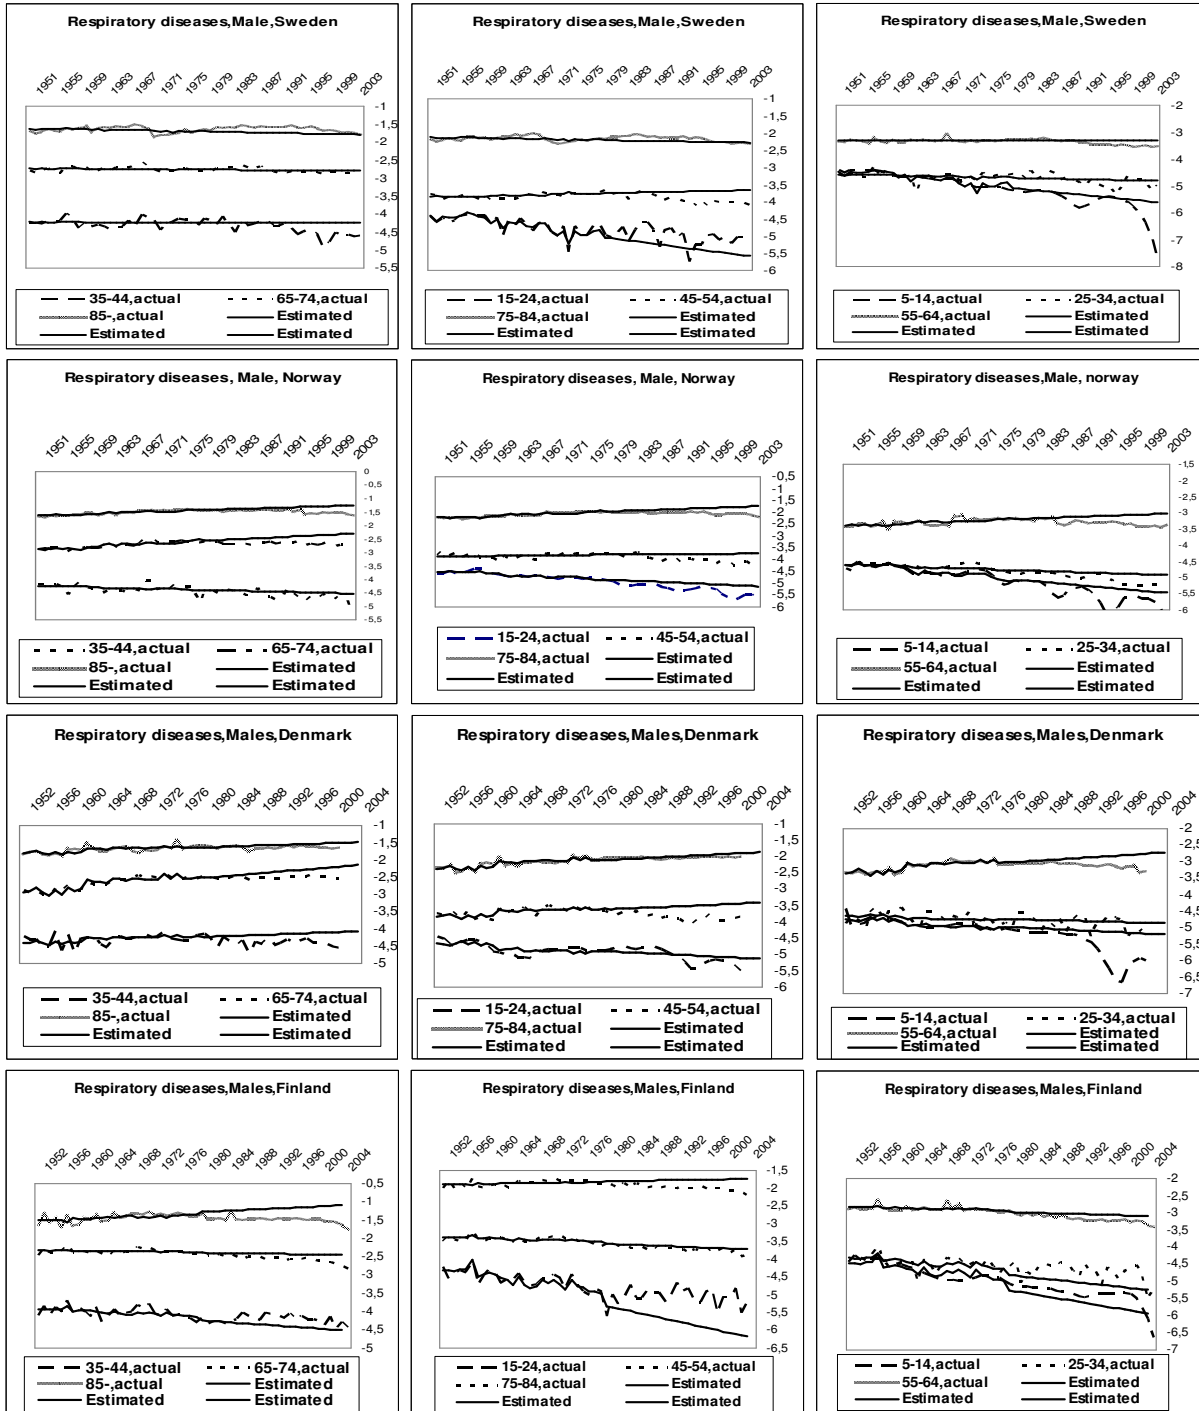 Respiratory diseases,Male,Sweden
1951 1955 1959 1963 1967 1971 1975 1979 1983 1987 1991 1995 1999 2003
-1
-1,5
-2
-2,5
-3
-3,5
-4
-4,5
-5
-5,5
35-44,actual 65-74,actual
85-,actual Estimated
Estimated Estimated
Respiratory diseases,Male,Sweden
1951 1955 1959 1963 1967 1971 1975 1979 1983 1987 1991 1995 1999 2003
-1
-1,5
-2
-2,5
-3
-3,5
-4
-4,5
-5
-5,5
-6
15-24,actual 45-54,actual
75-84,actual Estimated
Estimated Estimated
Respiratory diseases,Male,Sweden
1951 1955 1959 1963 1967 1971 1975 1979 1983 1987 1991 1995 1999 2003
-2
-3
-4
-5
-6
-7
-8
5-14,actual 25-34,actual
55-64,actual Estimated
Estimated Estimated
Respiratory diseases, Male, Norway
1951 1955 1959 1963 1967 1971 1975 1979 1983 1987 1991 1995 1999 2003
0
-0,5
-1
-1,5
-2
-2,5
-3
-3,5
-4
-4,5
-5
-5,5
35-44,actual 65-74,actual
85-,actual Estimated
Estimated Estimated
Respiratory diseases, Male, Norway
1951 1955 1959 1963 1967 1971 1975 1979 1983 1987 1991 1995 1999 2003
-0,5
-1
-1,5
-2
-2,5
-3
-3,5
-4
-4,5
-5
-5,5
-6
15-24,actual 45-54,actual
75-84,actual Estimated
Estimated Estimated
Respiratory diseases,Male, norway
1951 1955 1959 1963 1967 1971 1975 1979 1983 1987 1991 1995 1999 2003
-1,5
-2
-2,5
-3
-3,5
-4
-4,5
-5
-5,5
-6
5-14,actual 25-34,actual
55-64,actual Estimated
Estimated Estimated
Respiratory diseases,Males,Denmark
1952 1956 1960 1964 1968 1972 1976 1980 1984 1988 1992 1996 2000 2004
-1
-1,5
-2
-2,5
-3
-3,5
-4
-4,5
-5
35-44,actual 65-74,actual
85-,actual Estimated
Estimated Estimated
Respiratory diseases,Males,Denmark
1952 1956 1960 1964 1968 1972 1976 1980 1984 1988 1992 1996 2000 2004
-1
-1,5
-2
-2,5
-3
-3,5
-4
-4,5
-5
-5,5
-6
15-24,actual 45-54,actual
75-84,actual Estimated
Estimated Estimated
Respiratory diseases,Males,Denmark
1952 1956 1960 1964 1968 1972 1976 1980 1984 1988 1992 1996 2000 2004
-2
-2,5
-3
-3,5
-4
-4,5
-5
-5,5
-6
-6,5
-7
5-14,actual 25-34,actual
55-64,actual Estimated
Estimated Estimated
Respiratory diseases,Males,Finland
1952 1956 1960 1964 1968 1972 1976 1980 1984 1988 1992 1996 2000 2004
-0,5
-1
-1,5
-2
-2,5
-3
-3,5
-4
-4,5
-5
35-44,actual 65-74,actual
85-,actual Estimated
Estimated Estimated
Respiratory diseases,Males,Finland
1952 1956 1960 1964 1968 1972 1976 1980 1984 1988 1992 1996 2000 2004
-1,5
-2
-2,5
-3
-3,5
-4
-4,5
-5
-5,5
-6
-6,5
15-24,actual 45-54,actual
75-84,actual Estimated
Estimated Estimated
Respiratory diseases,Males,Finland
1952 1956 1960 1964 1968 1972 1976 1980 1984 1988 1992 1996 2000 2004
-2
-2,5
-3
-3,5
-4
-4,5
-5
-5,5
-6
-6,5
-7
5-14,actual 25-34,actual
55-64,actual Estimated
Estimated Estimated